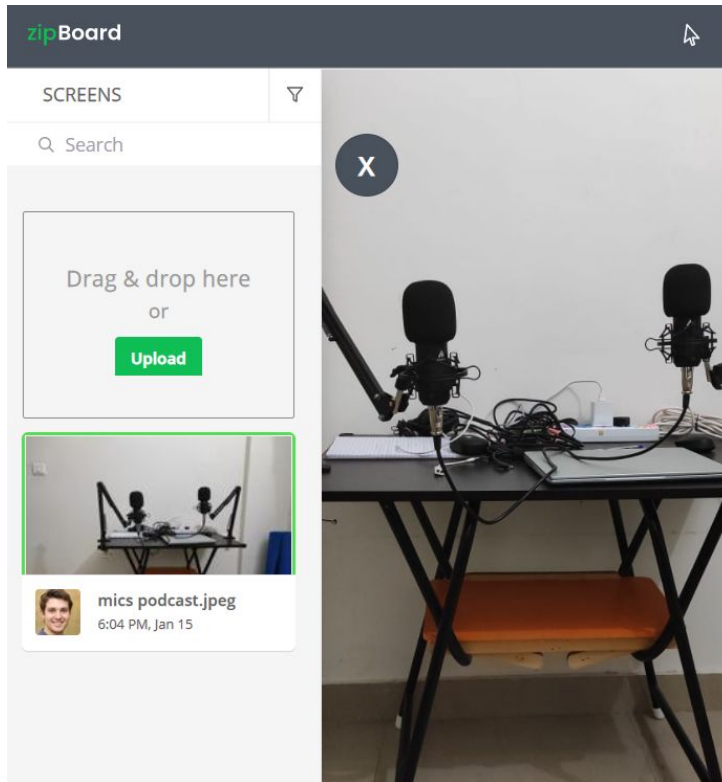 zipBoard
SCREENS
Search
X
Drag & drop here
or
Upload
mics podcast.jpeg
6:04 PM, Jan 15